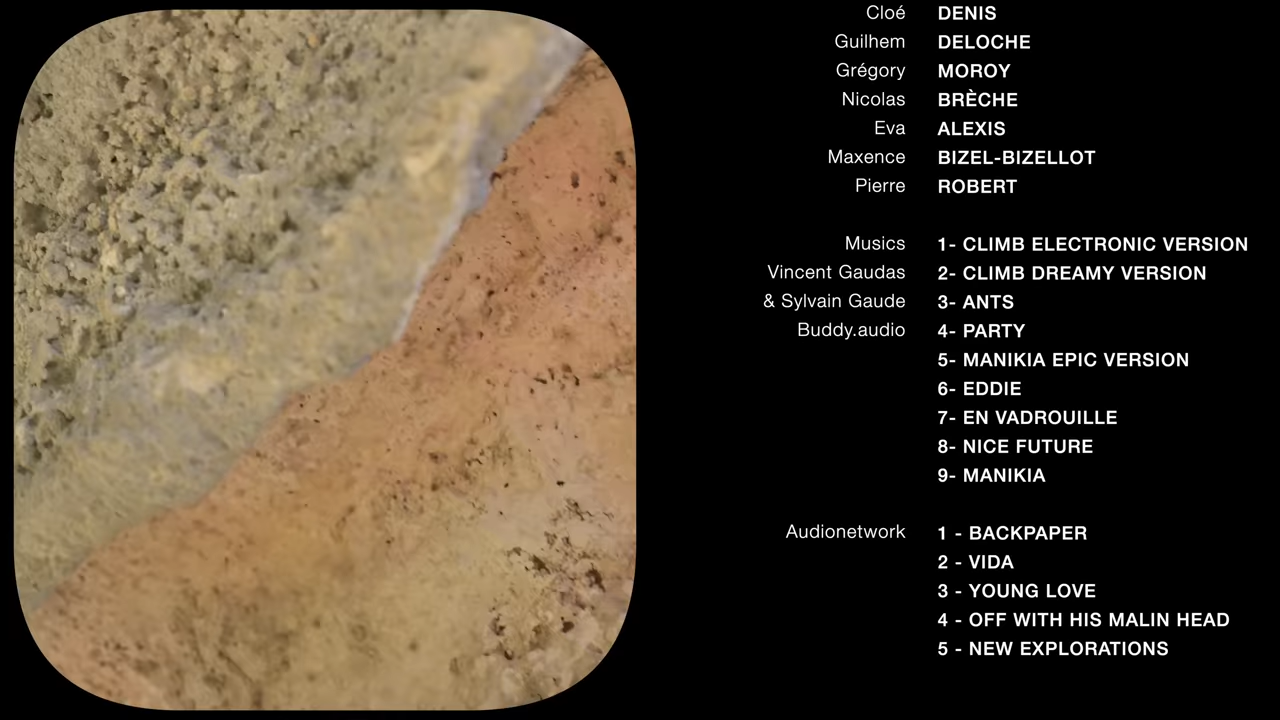 Cloé DENIS
Guilhem DELOCHE
Grégory MOROY
Nicolas BRÈCHE
Eva ALEXIS
Maxence BIZEL-BIZELLOT
Pierre ROBERT
Musics 1- CLIMB ELECTRONIC VERSION
Vincent Gaudas 2- CLIMB DREAMY VERSION
& Sylvain Gaude 3- ANTS
Buddy.audio 4- PARTY
5- MANIKIA EPIC VERSION
6- EDDIE
7- EN VADROUILLE
8- NICE FUTURE
9- MANIKIA
Audionetwork 1 - BACKPAPER
2 - VIDA
3 - YOUNG LOVE
4 - OFF WITH HIS MALIN HEAD
5 - NEW EXPLORATIONS